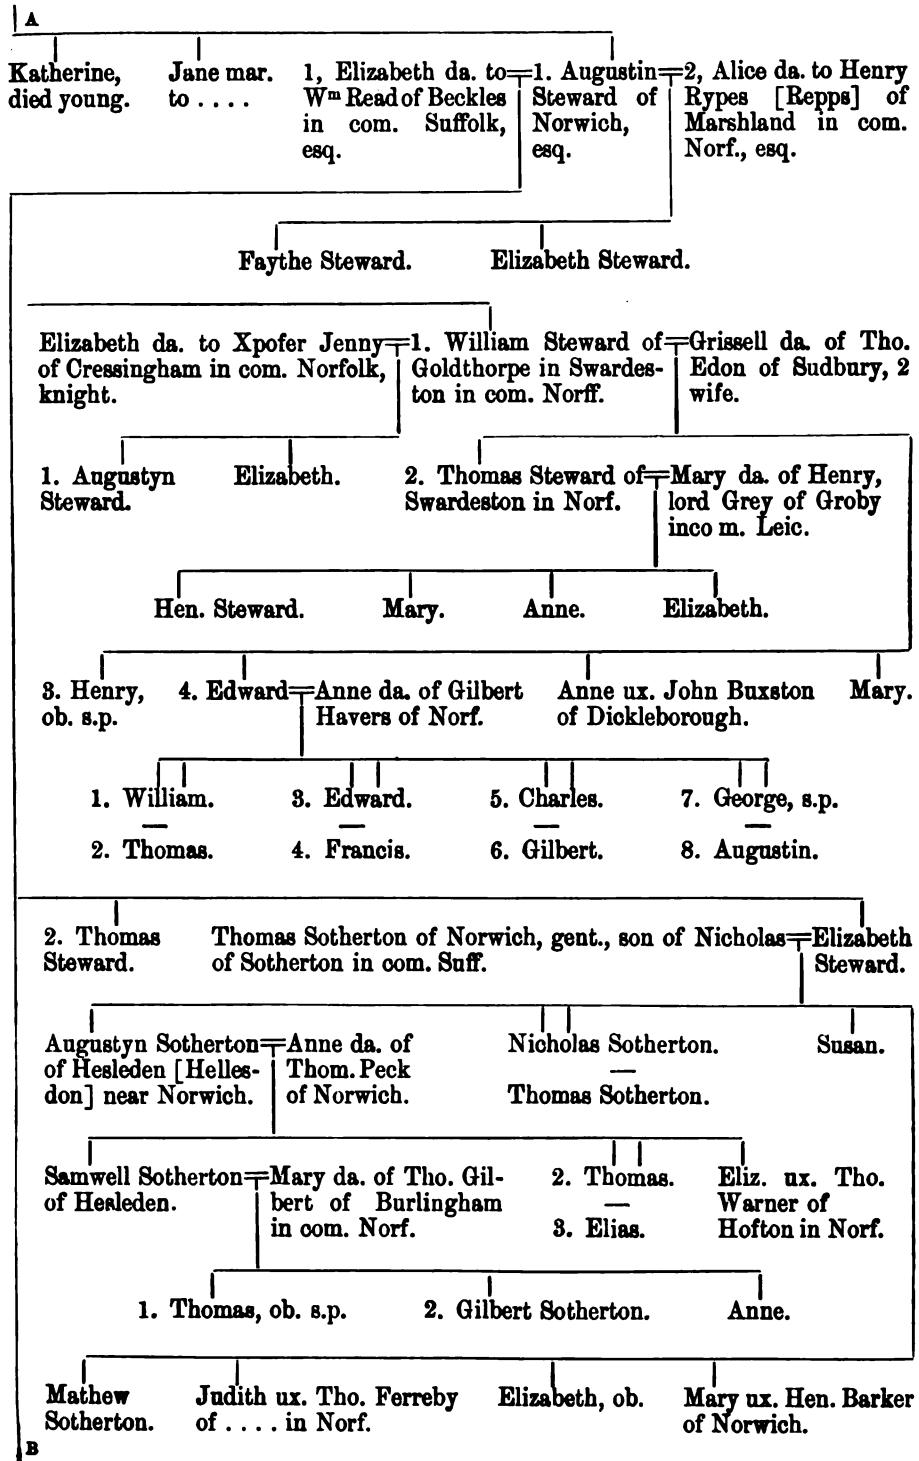 A
Katherine,
died young.
Jane mar.
to . . . .
1, Elizabeth da. to
Wm Read of Beckles
in com. Suffolk,
esq.
1. Augustin
Steward of
Norwich,
esq.
2, Alice da. to Henry
Rypes [Repps] of
Marshland in com.
Norf., esq.
Faythe Steward.
Elizabeth Steward.
Elizabeth da. to Xpofer Jenny
of Cressingham in com. Norfolk,
knight.
1. William Steward of
Goldthorpe in Swardes-
ton in com. Norff.
Grissell da. of Tho.
Edon of Sudbury, 2
wife.
1. Augustyn
Steward.
Elizabeth.
2. Thomas Steward of
Swardeston in Norf.
Mary da. of Henry,
lord Grey of Groby
inco m. Leic.
Hen. Steward.
Mary.
Anne.
Elizabeth.
3. Henry,
ob. s.p.
4. Edward
Anne da. of Gilbert
Havers of Norf.
Anne ux. John Buxston
of Dickleborough.
Mary.
1. William.
2. Thomas.
3. Edward.
4. Francis.
5. Charles.
6. Gilbert.
7. George, s.p.
8. Augustin.
2. Thomas
Steward.
Thomas Sotherton of Norwich, gent., son of Nicholas
of Sotherton in com. Suff.
Elizabeth
Steward.
Augustyn Sotherton
of Hesleden [Helles-
don] near Norwich.
Anne da. of
Thom. Peck
of Norwich.
Nicholas Sotherton.
Thomas Sotherton.
Susan.
Samwell Sotherton
of Hesleden.
Mary da. of Tho. Gil-
bert of Burlingham
in com. Norf.
2. Thomas.
3. Elias.
Eliz. ux. Tho.
Warner of
Hofton in Norf.
1. Thomas, ob. s.p.
2. Gilbert Sotherton.
Anne.
Mathew
Sotherton.
Judith ux. Tho. Ferreby
of . . . . in Norf.
Elizabeth, ob.
Mary ux. Hen. Barker
of Norwich.
B